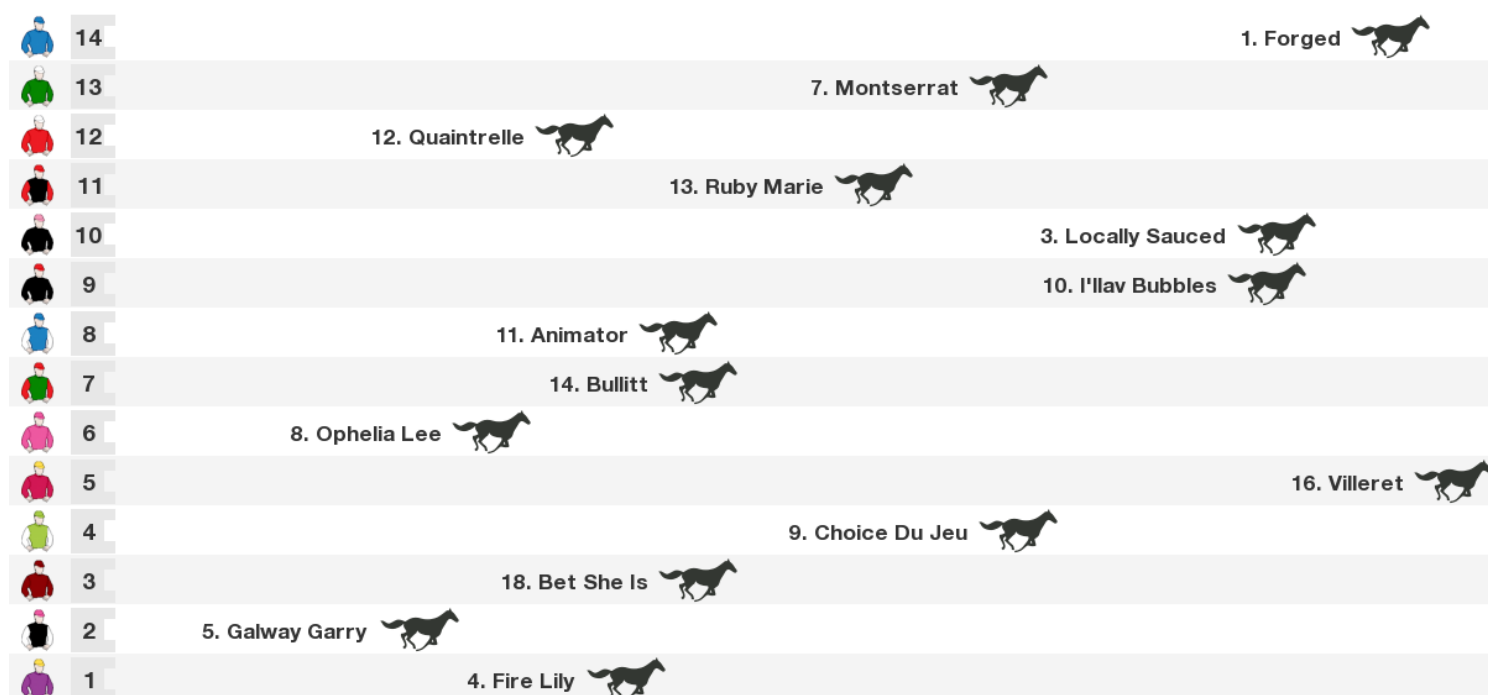 14 1. Forged
13 7. Montserrat
12 12. Quaintrelle
11 13. Ruby Marie
10 3. Locally Sauced
9 10. I'llav Bubbles
8 11. Animator
7 14. Bullitt
6 8. Ophelia Lee
5 16. Villeret
4 9. Choice Du Jeu
3 18. Bet She Is
2 5. Galway Garry
1 4. Fire Lily